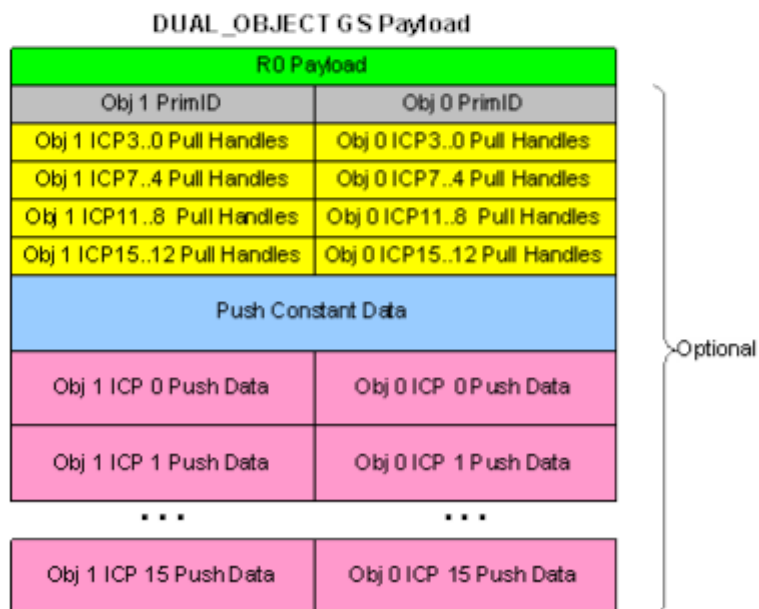 DUAL_OBJECT GS Payload
R0 Payload
Obj 1 PrimID
Obj 0 PrimID
Obj 1 ICP3..0 Pull Handles
Obj 0 ICP3..0 Pull Handles
Obj 1 ICP7..4 Pull Handles
Obj 0 ICP7..4 Pull Handles
Obj 1 ICP11..8 Pull Handles
Obj 0 ICP11..8 Pull Handles
Obj 1 ICP15..12 Pull Handles
Obj 0 ICP15..12 Pull Handles
Push Constant Data
Optional
Obj 1 ICP 0 Push Data
Obj 0 ICP 0 Push Data
Obj 1 ICP 1 Push Data
Obj 0 ICP 1 Push Data
... ...
Obj 1 ICP 15 Push Data
Obj 0 ICP 15 Push Data